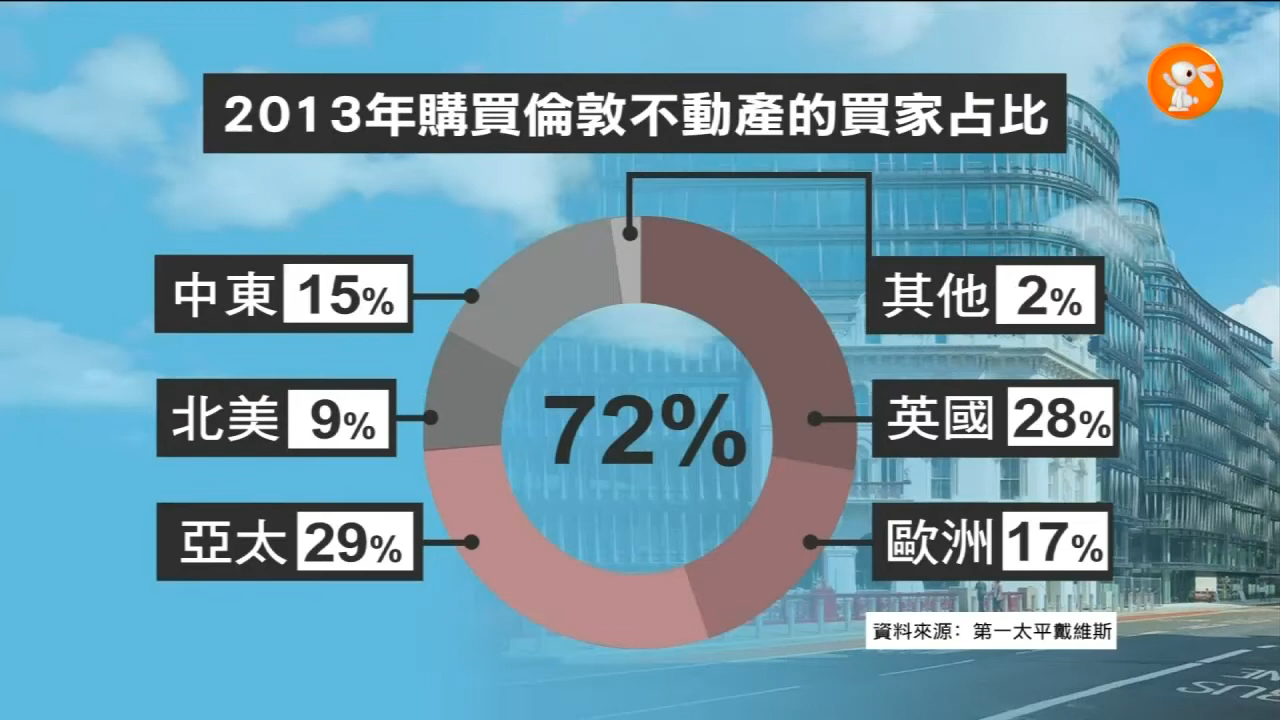 2013年購買倫敦不動產的買家占比
中東 15%
其他 2%
北美 9%
72%
英國 28%
亞太 29%
歐洲 17%
資料來源：第一太平戴維斯
BUS